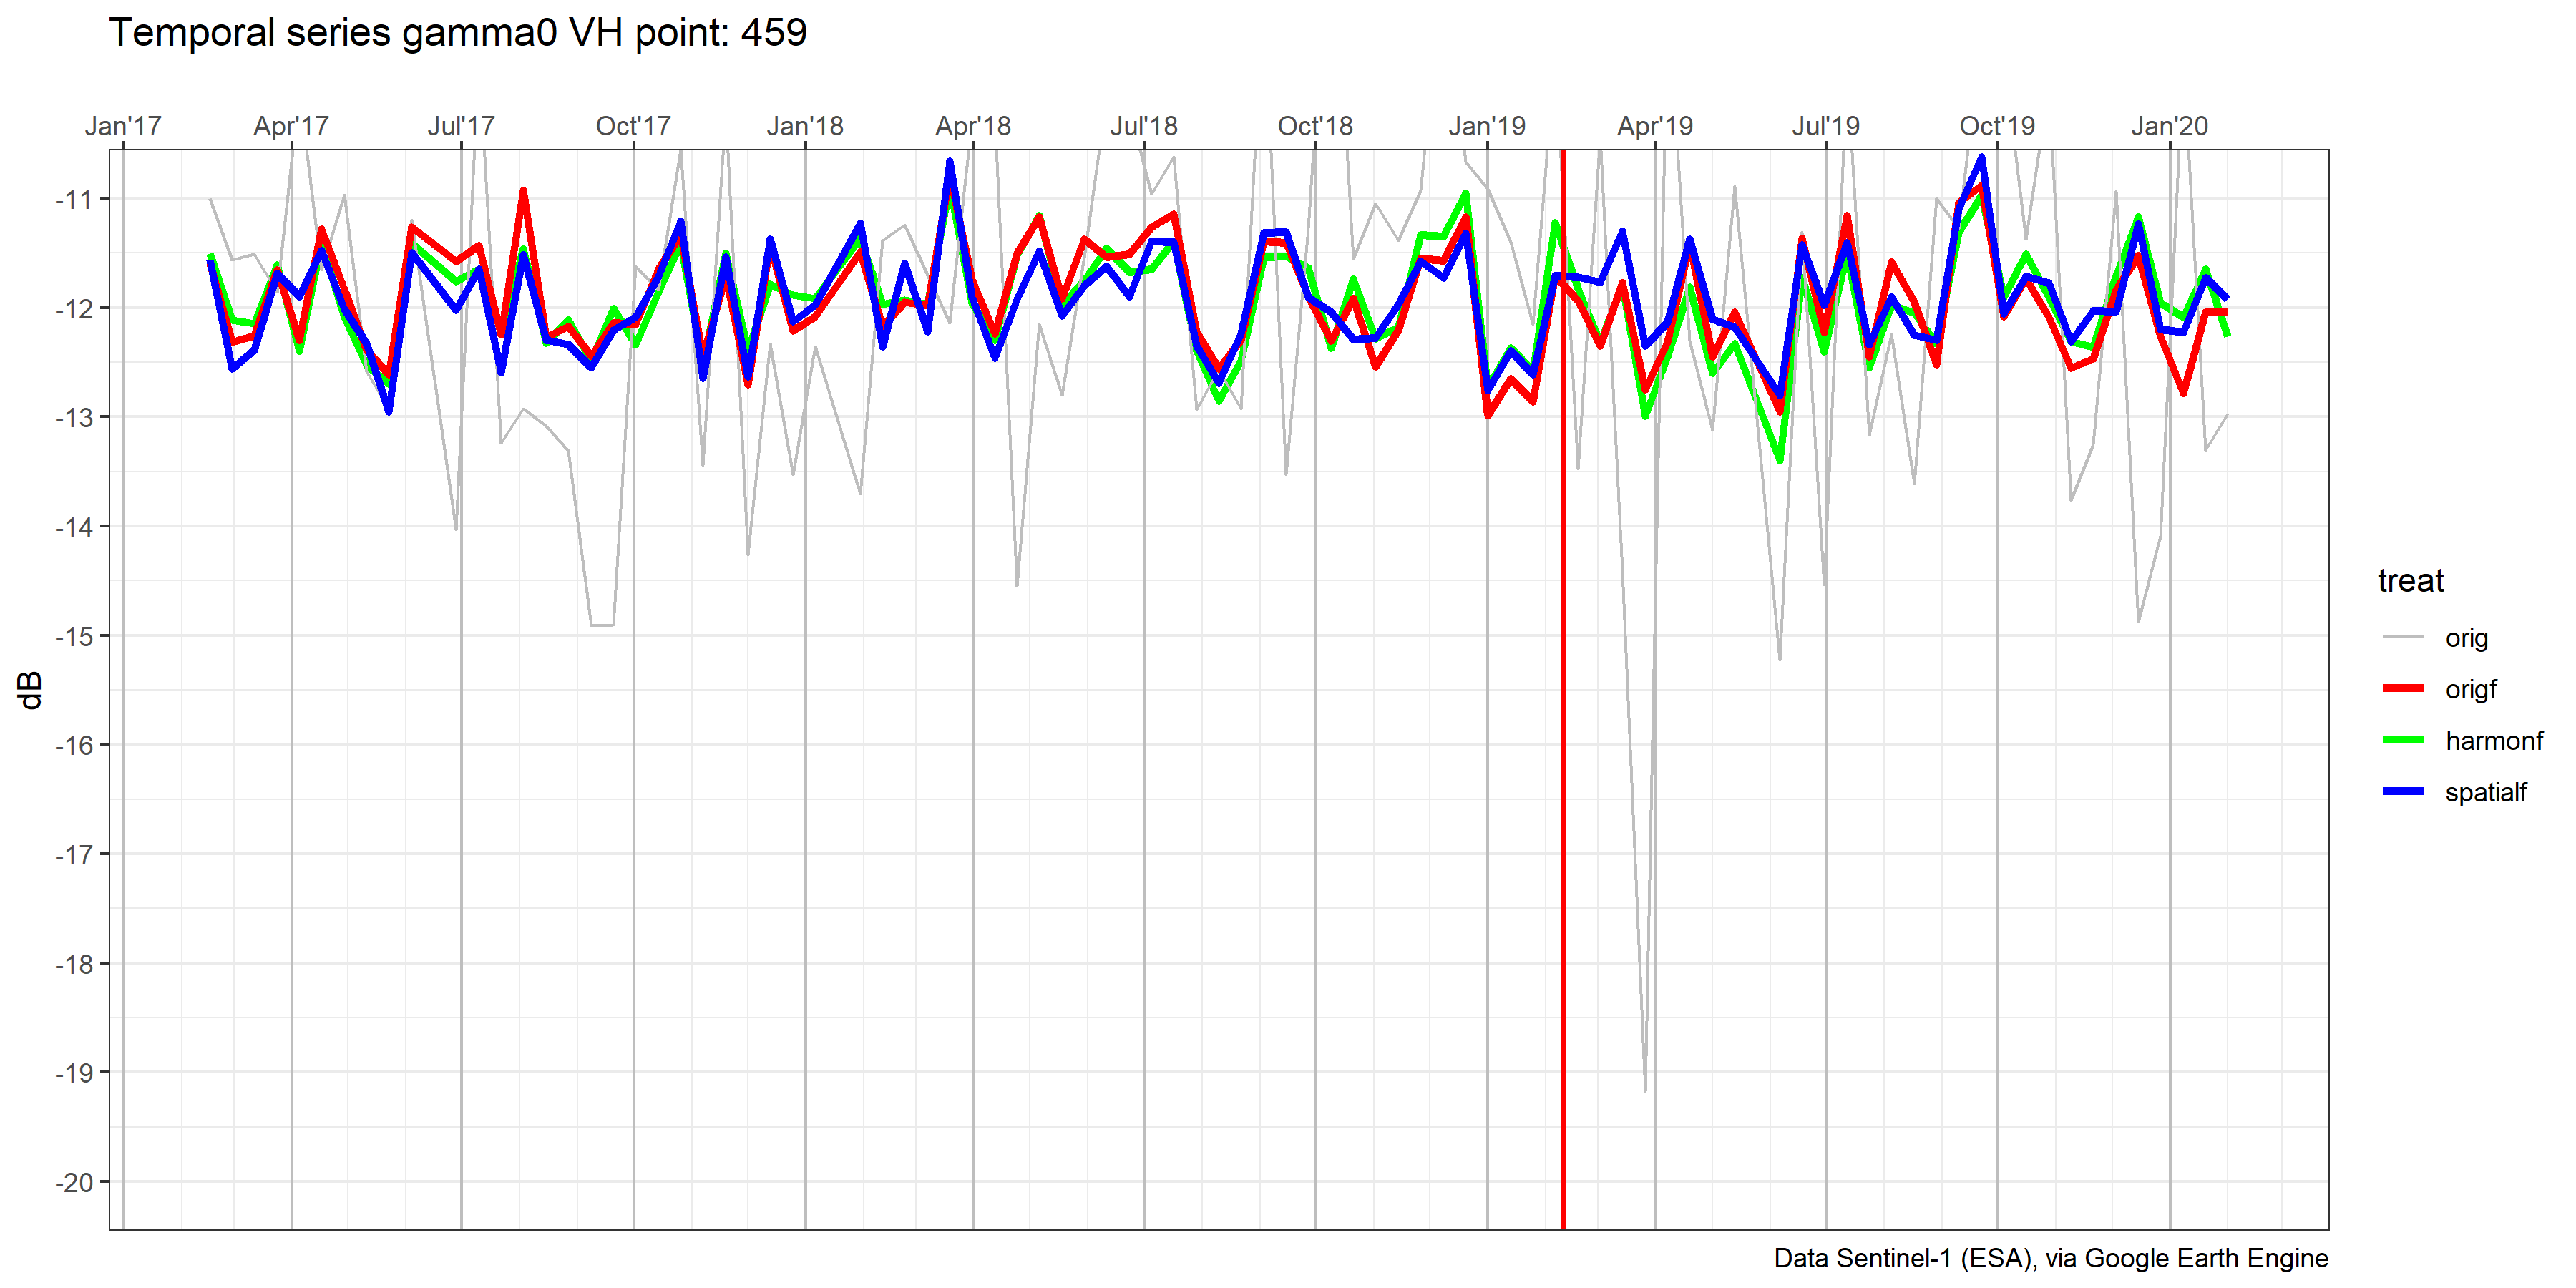 Temporal series gamma0 VH point: 459
Jan'17 Apr'17 Jul'17 Oct'17 Jan'18 Apr'18 Jul'18 Oct'18 Jan'19 Apr'19 Jul'19 Oct'19 Jan'20
-11
-12
-13
-14
-15
-16
-17
-18
-19
-20
dB
treat
orig
origf
harmonf
spatialf
Data Sentinel-1 (ESA), via Google Earth Engine